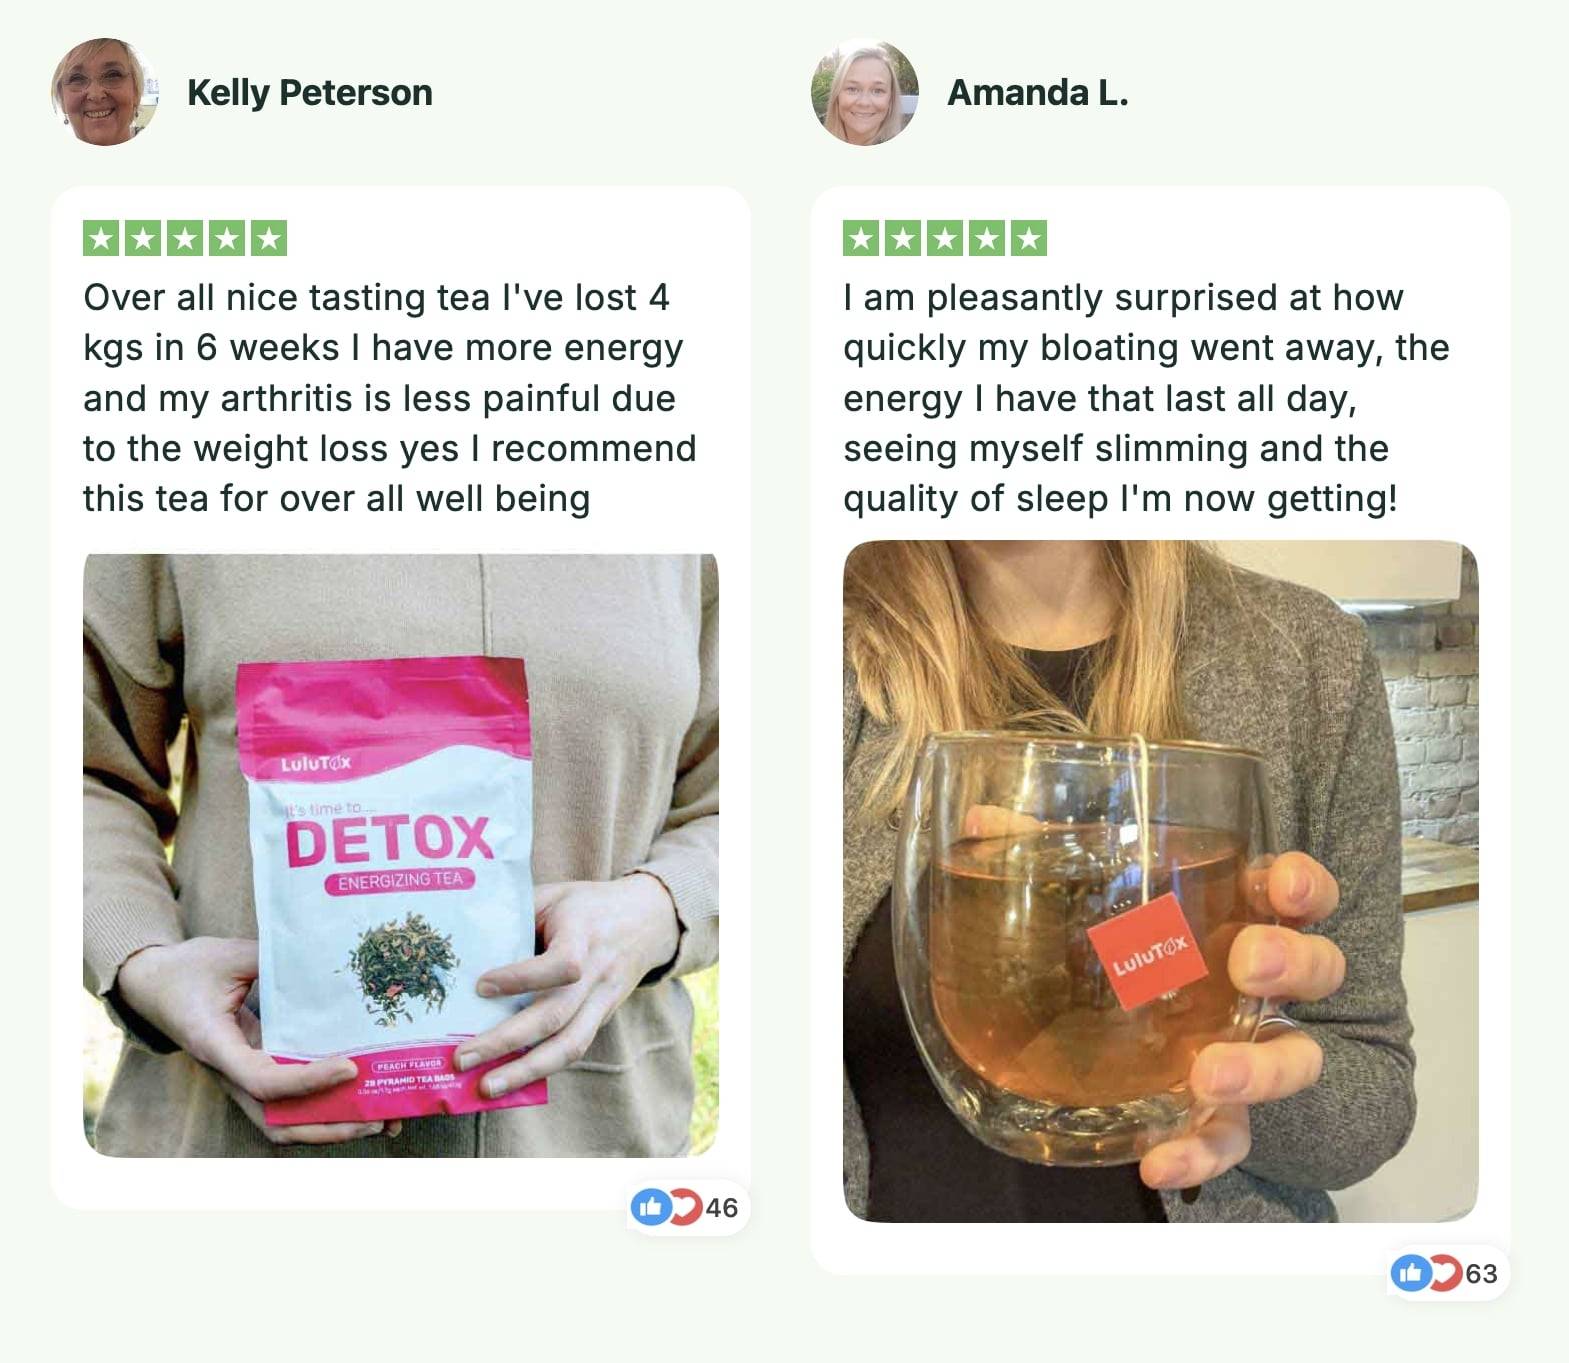 Kelly Peterson
Over all nice tasting tea I've lost 4
kgs in 6 weeks I have more energy
and my arthritis is less painful due
to the weight loss yes I recommend
this tea for over all well being
LuluTox
It's time to....
DETOX
ENERGIZING TEA
PEACH FLAVOR
28 PYRAMID TEA BAGS
46
Amanda L.
I am pleasantly surprised at how
quickly my bloating went away, the
energy I have that last all day,
seeing myself slimming and the
quality of sleep I'm now getting!
LuluTox
63